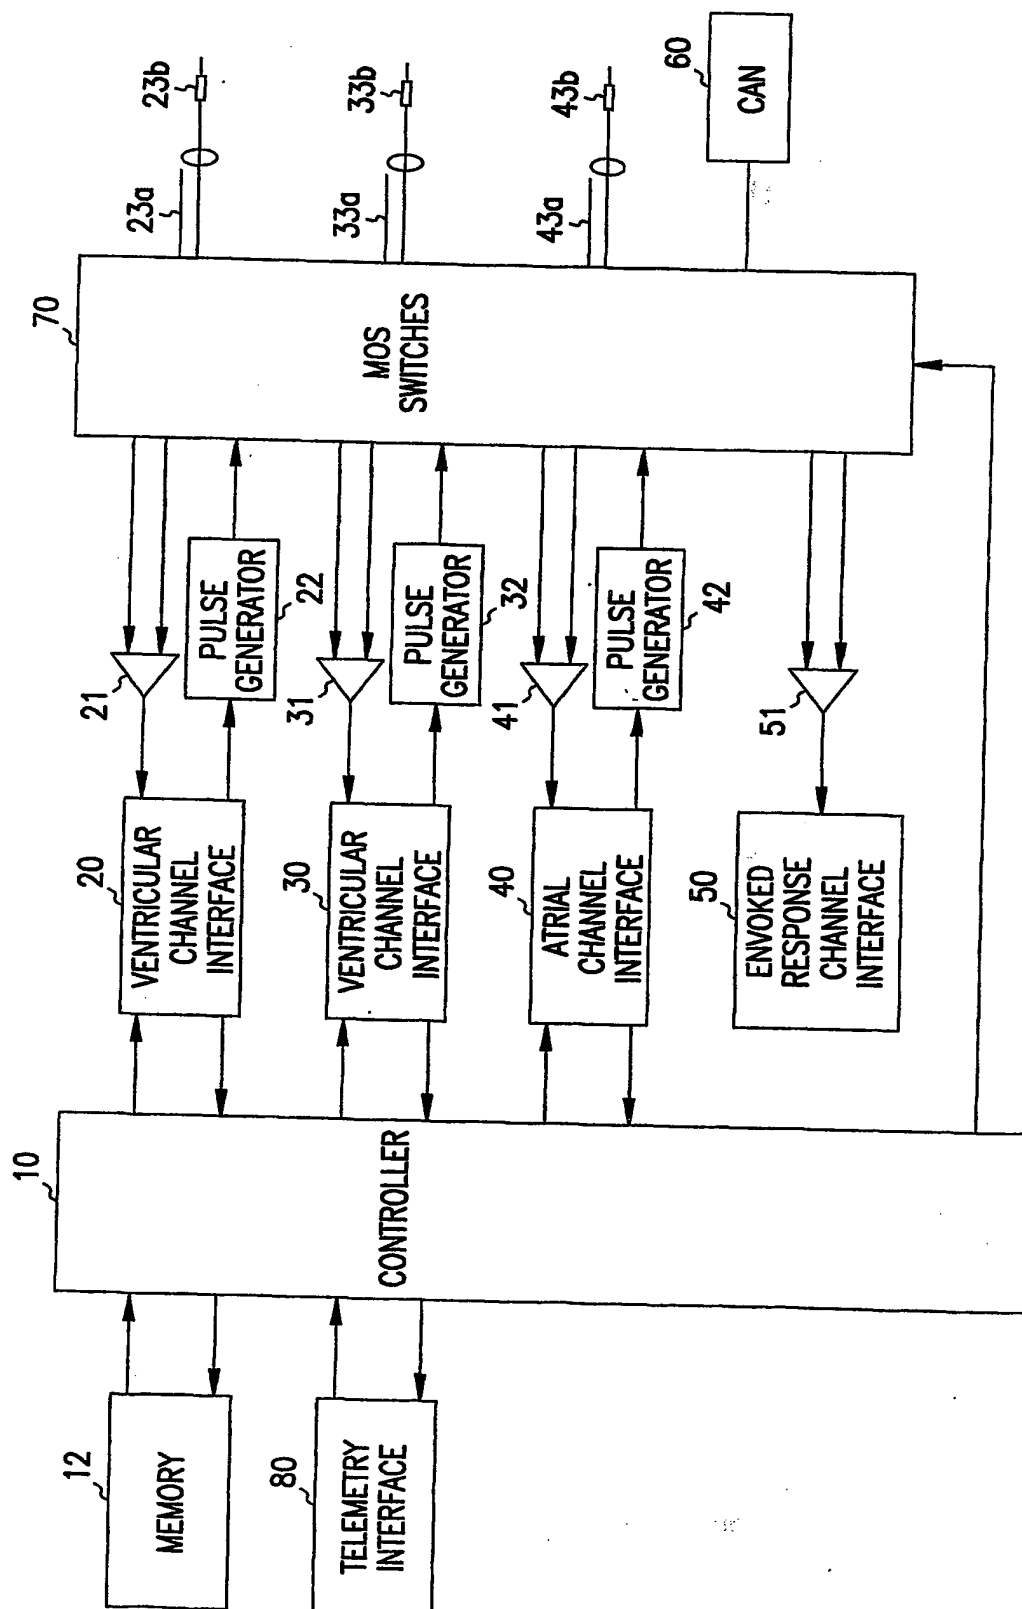 12
MEMORY
80
TELEMETRY
INTERFACE
10
CONTROLLER
20
VENTRICULAR
CHANNEL
INTERFACE
21
PULSE
GENERATOR
22
30
VENTRICULAR
CHANNEL
INTERFACE
31
PULSE
GENERATOR
32
40
ATRIAL
CHANNEL
INTERFACE
41
PULSE
GENERATOR
42
50
ENVOKED
RESPONSE
CHANNEL
INTERFACE
51
70
MOS
SWITCHES
23a
23b
33a
33b
43a
43b
60
CAN